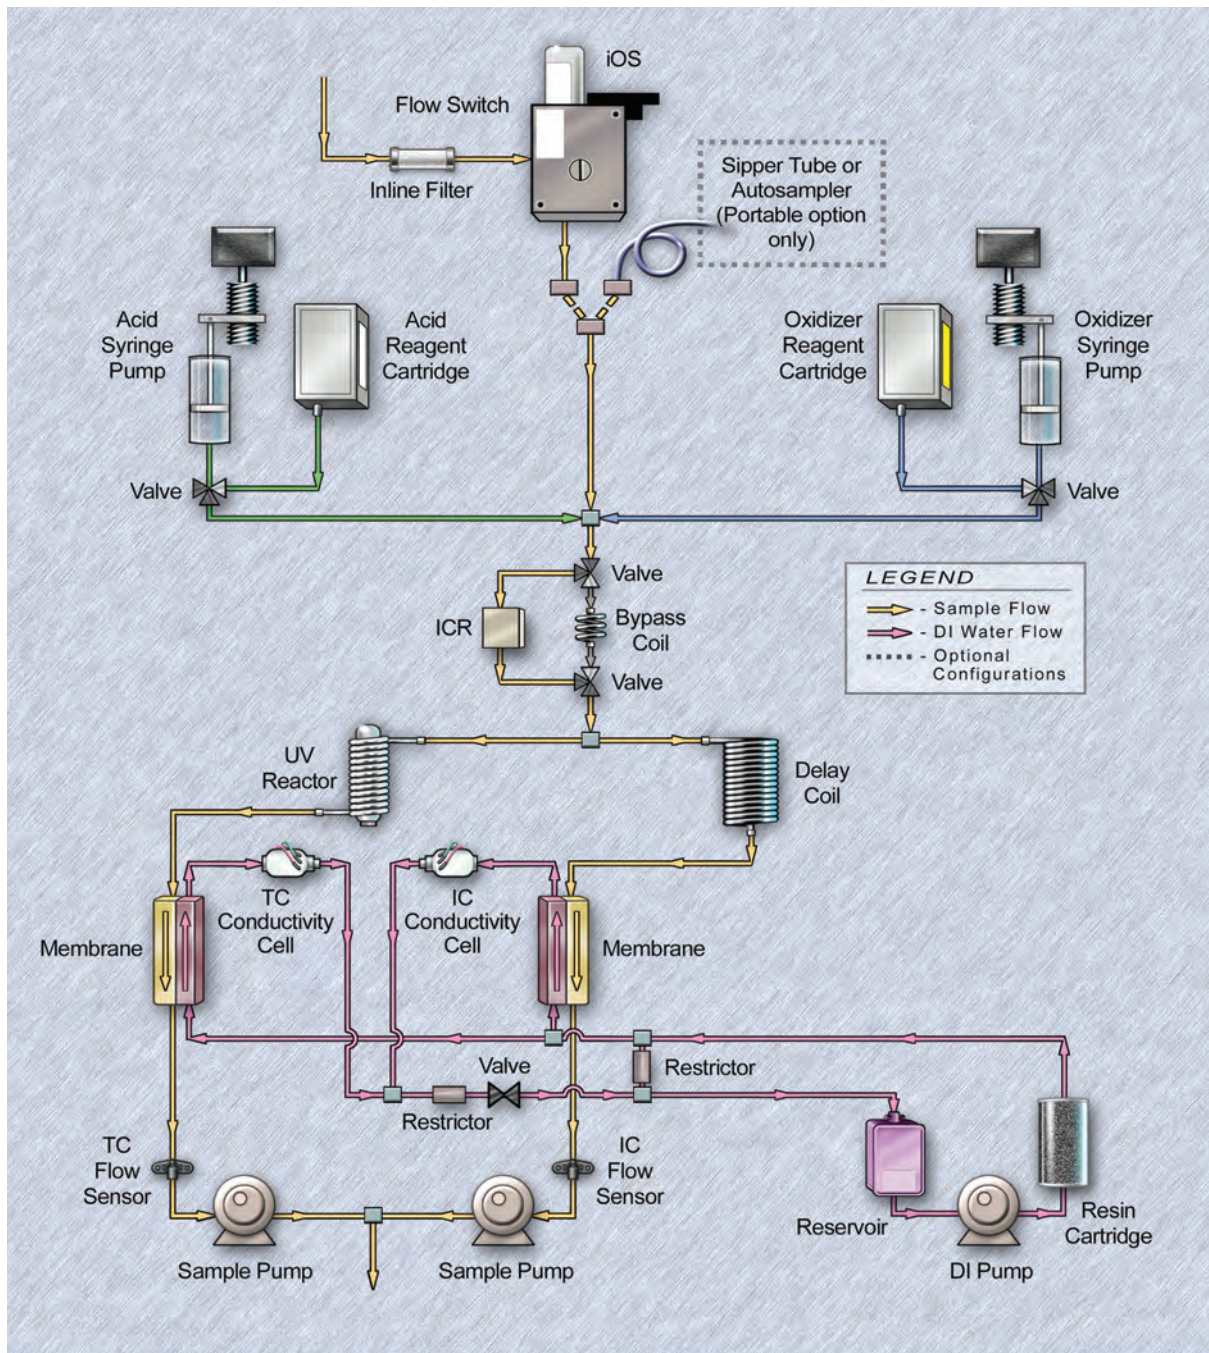 iOS
Flow Switch
Inline Filter
Sipper Tube or
Autosampler
(Portable option
only)
Acid
Syringe
Pump
Acid
Reagent
Cartridge
Oxidizer
Reagent
Cartridge
Oxidizer
Syringe
Pump
Valve
Valve
Valve
ICR
Bypass
Coil
Valve
LEGEND
- Sample Flow
- DI Water Flow
- Optional
Configurations
UV
Reactor
Delay
Coil
TC
Conductivity
Cell
IC
Conductivity
Cell
Membrane
Membrane
Valve
Restrictor
Restrictor
TC
Flow
Sensor
IC
Flow
Sensor
Reservoir
Resin
Cartridge
Sample Pump
Sample Pump
DI Pump